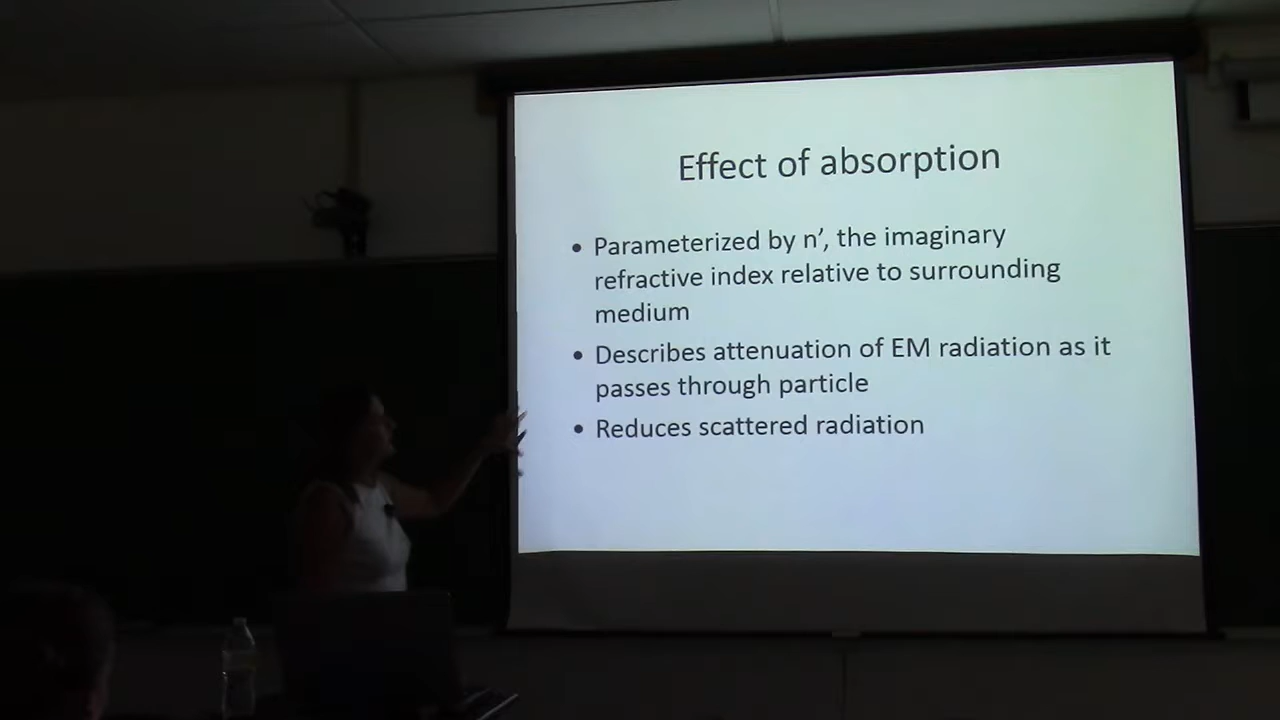 Effect of absorption
• Parameterized by n’, the imaginary
refractive index relative to surrounding
medium
• Describes attenuation of EM radiation as it
passes through particle
• Reduces scattered radiation